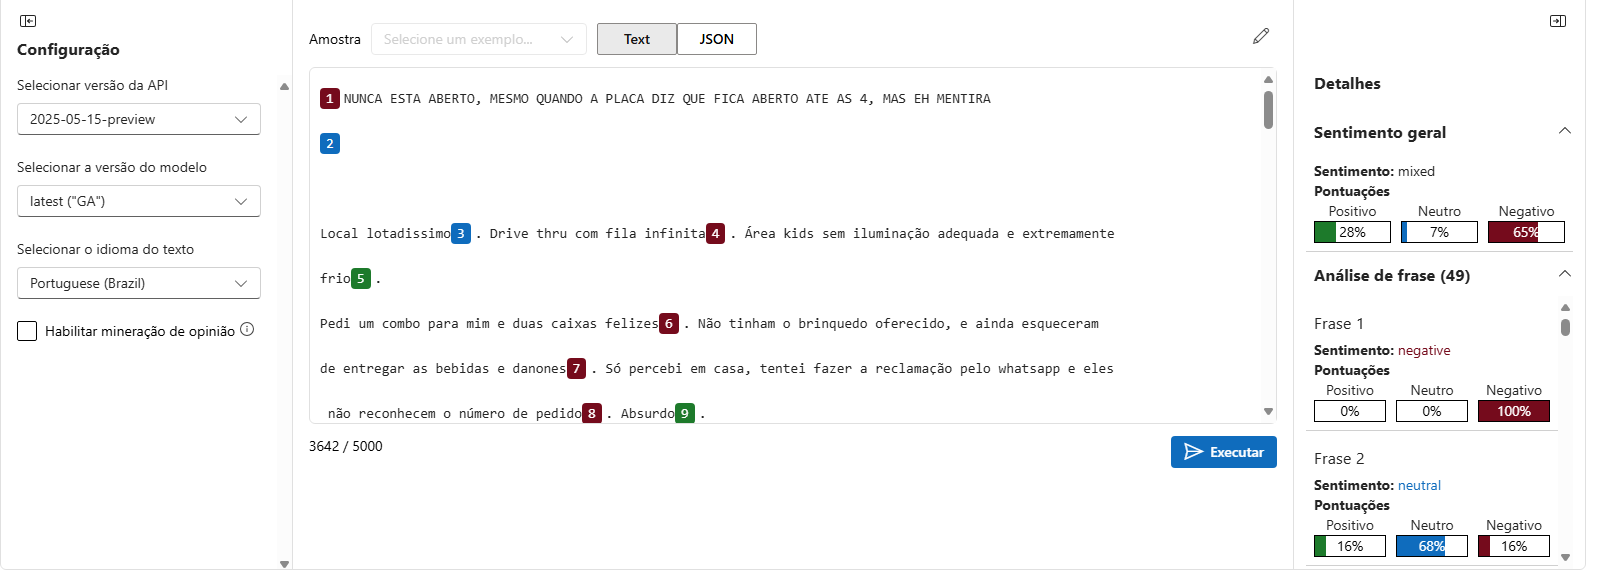 Configuração
Selecionar versão da API
2025-05-15-preview
Selecionar a versão do modelo
latest ("GA")
Selecionar o idioma do texto
Portuguese (Brazil)
Habilitar mineração de opinião
Amostra Selecione um exemplo... Text JSON
1 NUNCA ESTA ABERTO, MESMO QUANDO A PLACA DIZ QUE FICA ABERTO ATE AS 4, MAS EH MENTIRA
2
Local lotadissimo 3 . Drive thru com fila infinita 4 . Área kids sem iluminação adequada e extremamente
frio 5 .
Pedi um combo para mim e duas caixas felizes 6 . Não tinham o brinquedo oferecido, e ainda esqueceram
de entregar as bebidas e danones 7 . Só percebi em casa, tentei fazer a reclamação pelo whatsapp e eles
não reconhecem o número de pedido 8 . Absurdo 9 .
3642 / 5000
Executar
Detalhes
Sentimento geral
Sentimento: mixed
Pontuações
Positivo Neutro Negativo
28% 7% 65%
Análise de frase (49)
Frase 1
Sentimento: negative
Pontuações
Positivo Neutro Negativo
0% 0% 100%
Frase 2
Sentimento: neutral
Pontuações
Positivo Neutro Negativo
16% 68% 16%